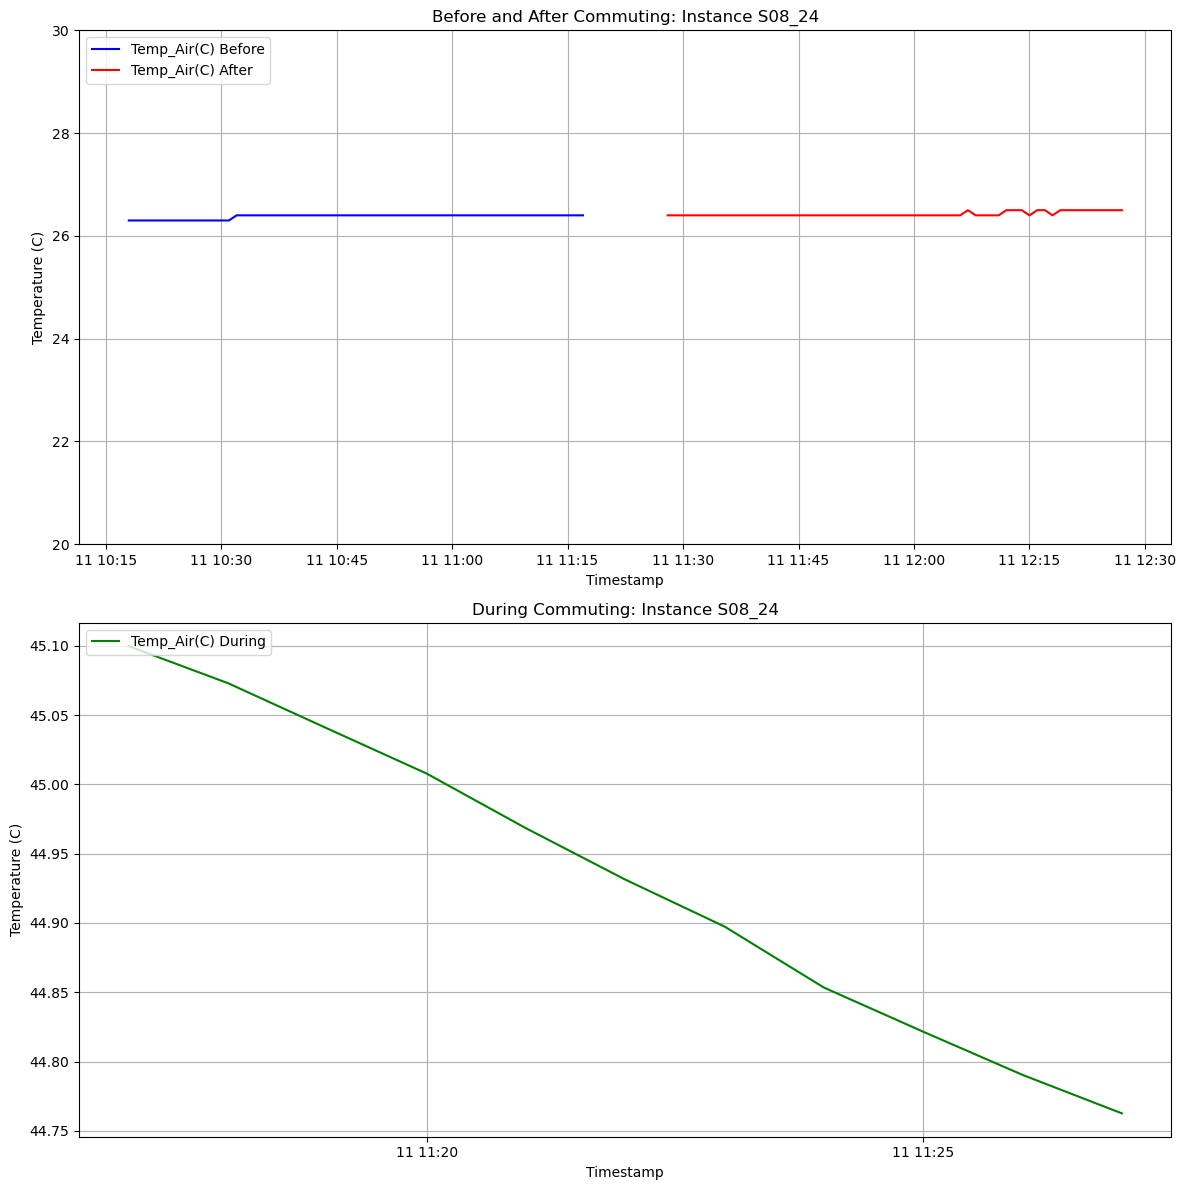 Before and After Commuting: Instance S08_24
Temp_Air(C) Before
Temp_Air(C) After
30
28
26
24
22
20
Temperature (C)
11 10:15
11 10:30
11 10:45
11 11:00
11 11:15
11 11:30
11 11:45
11 12:00
11 12:15
11 12:30
Timestamp
During Commuting: Instance S08_24
Temp_Air(C) During
45.10
45.05
45.00
44.95
44.90
44.85
44.80
44.75
Temperature (C)
11 11:20
11 11:25
Timestamp